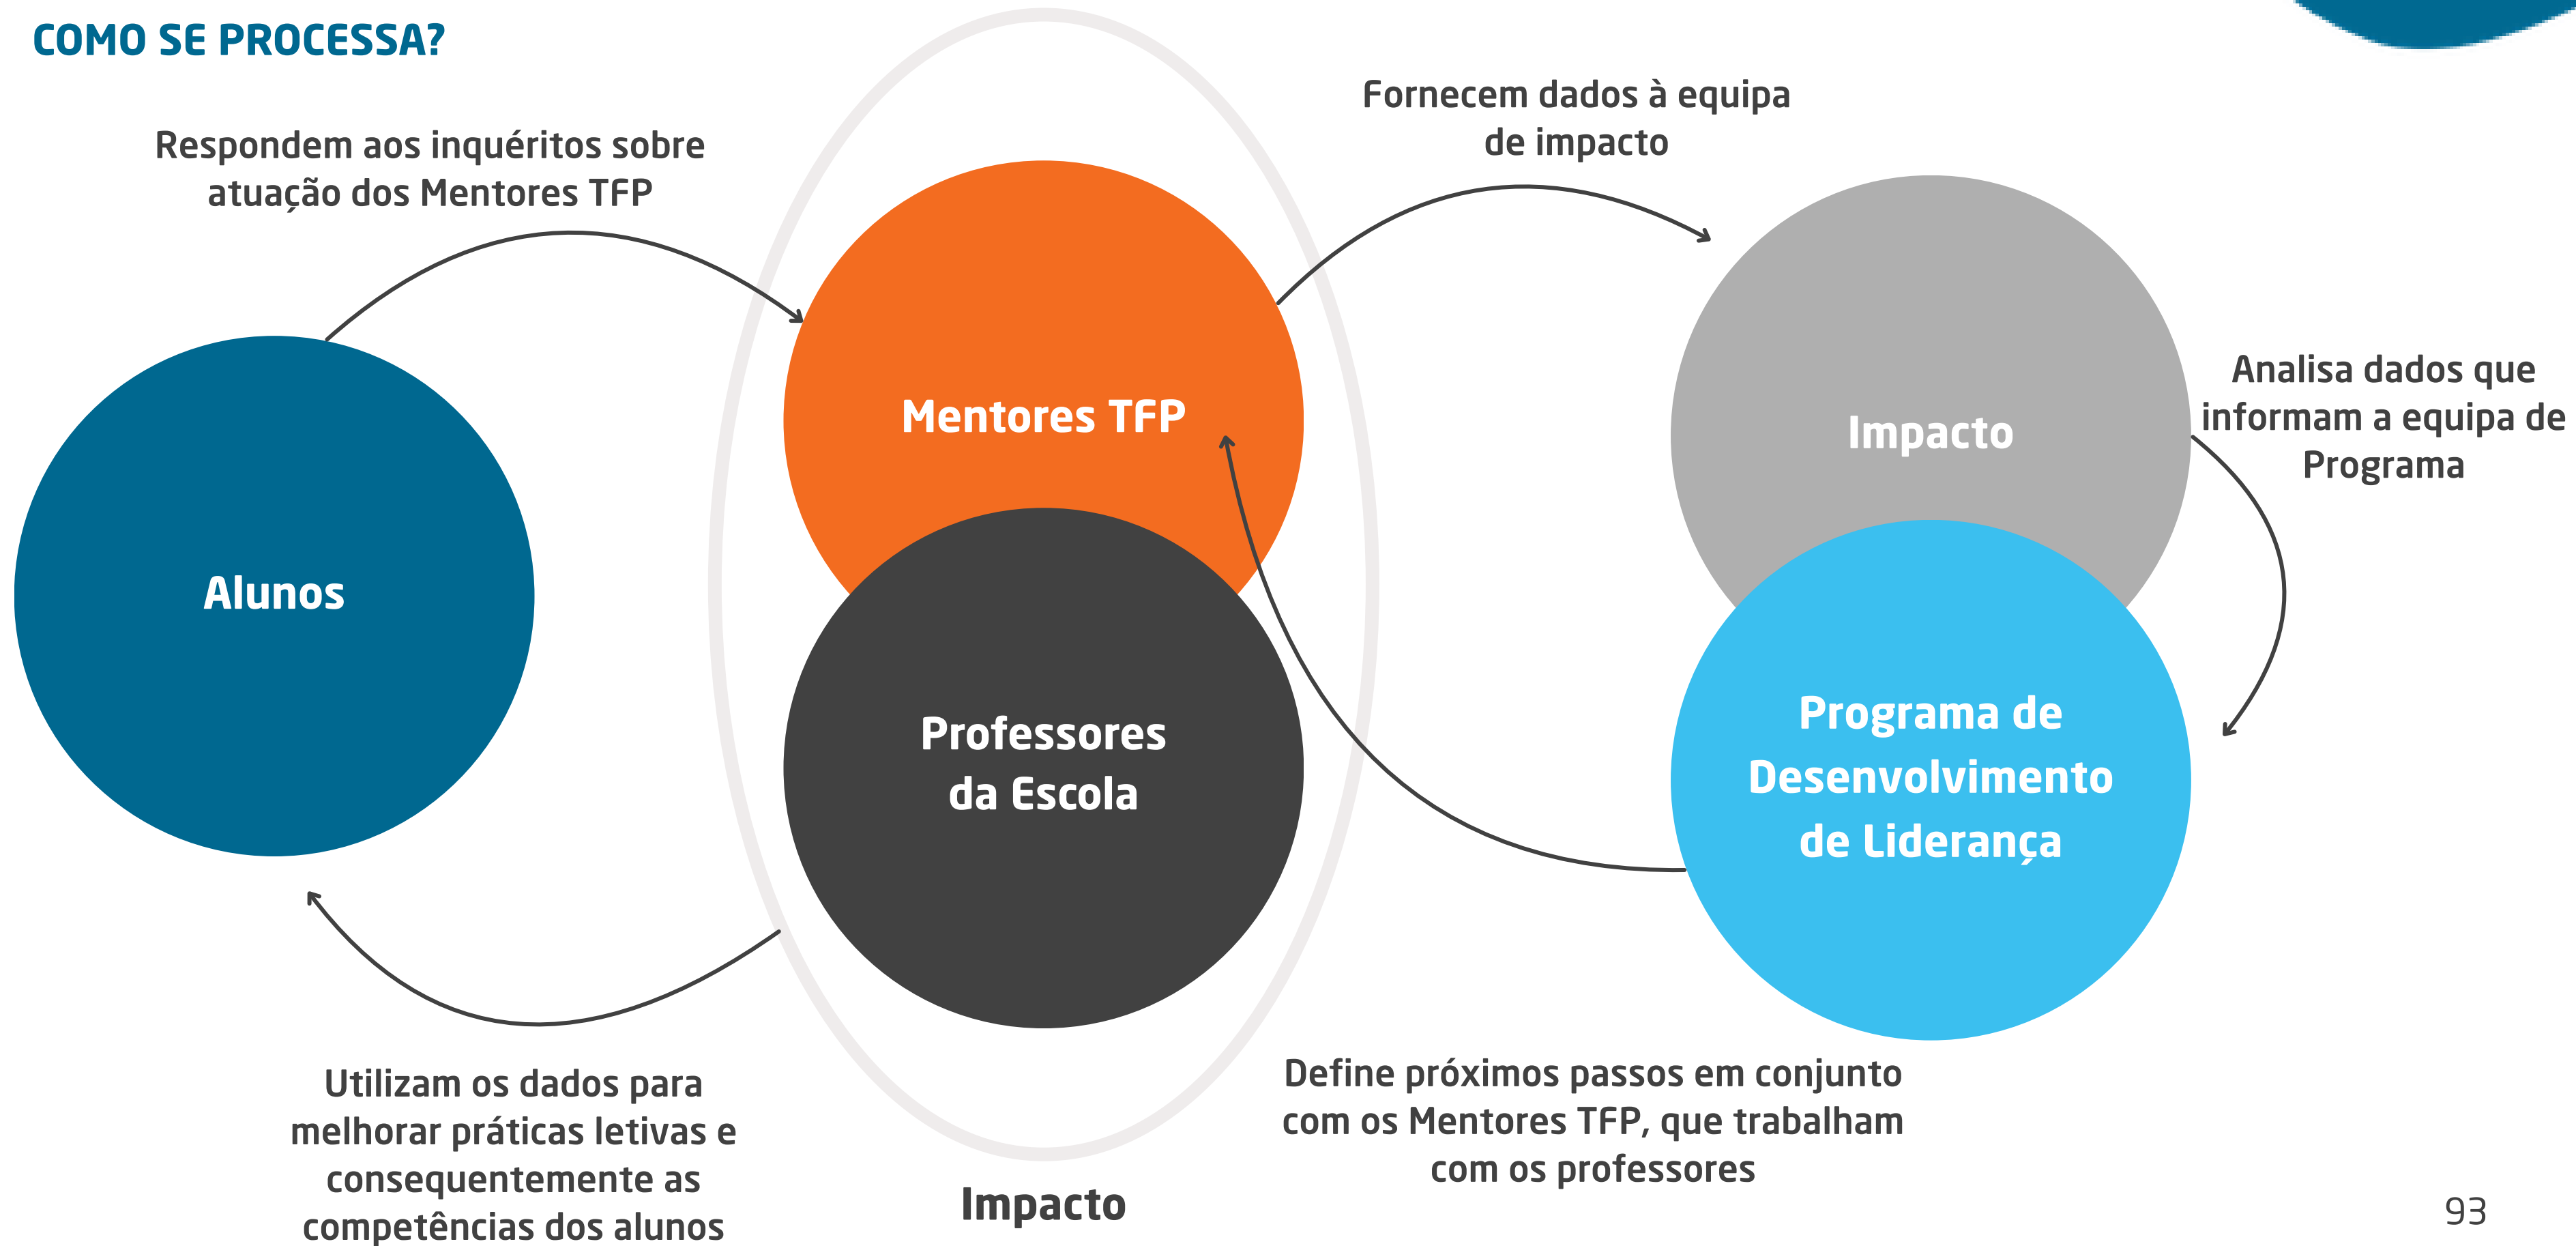 COMO SE PROCESSA?
Respondem aos inquéritos sobre
atuação dos Mentores TFP
Fornecem dados à equipa
de impacto
Analisa dados que
informam a equipa de
Programa
Mentores TFP
Impacto
Alunos
Professores
da Escola
Programa de
Desenvolvimento
de Liderança
Utilizam os dados para
melhorar práticas letivas e
consequentemente as
competências dos alunos
Define próximos passos em conjunto
com os Mentores TFP, que trabalham
com os professores
Impacto
93